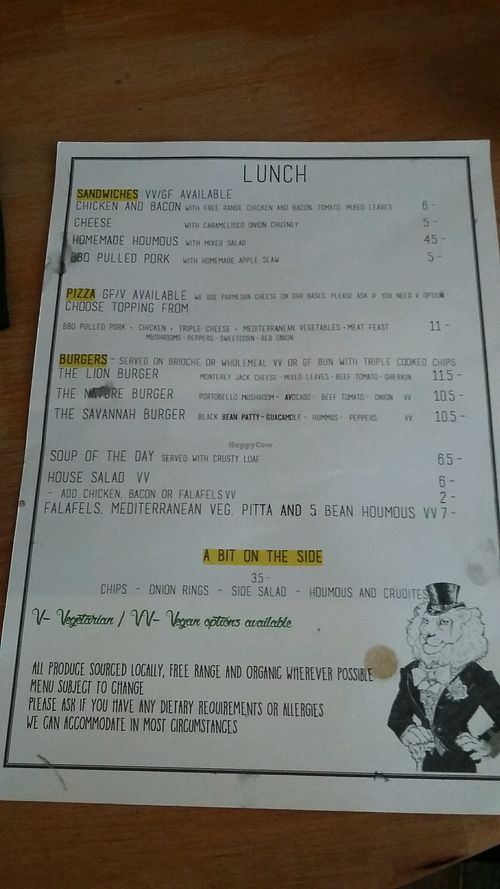 LUNCH
SANDWICHES VV/GF AVAILABLE
CHICKEN AND BACON WITH FREE RANGE CHICKEN AND BACON, TOMATO, MIXED LEAVES 6 -
CHEESE WITH CARAMELISED ONION CHUTNEY 5 -
HOMEMADE HOUMOUS WITH MIXED SALAD 4.5 -
BBQ PULLED PORK WITH HOMEMADE APPLE SLAW 5 -
PIZZA GF/V AVAILABLE WE USE PARMESAN CHEESE ON OUR BASES PLEASE ASK IF YOU NEED V OPTION
CHOOSE TOPPING FROM
BBQ PULLED PORK • CHICKEN • TRIPLE CHEESE • MEDITERRANEAN VEGETABLES • MEAT FEAST 11 -
MUSHROOMS - PEPPERS - SWEETCORN - RED ONION
BURGERS - SERVED ON BRIOCHE OR WHOLEMEAL VV OR GF BUN WITH TRIPLE COOKED CHIPS
THE LION BURGER MONTEREY JACK CHEESE - MIXED LEAVES - BEEF TOMATO - GHERKIN 11.5 -
THE NATURE BURGER PORTOBELLO MUSHROOM - AVOCADO - BEEF TOMATO - ONION VV 10.5 -
THE SAVANNAH BURGER BLACK BEAN PATTY - GUACAMOLE - HUMMUS - PEPPERS VV 10.5 -
HappyCow
SOUP OF THE DAY SERVED WITH CRUSTY LOAF 6.5 -
HOUSE SALAD VV 6 -
- ADD CHICKEN, BACON OR FALAFELS VV 2 -
FALAFELS, MEDITERRANEAN VEG, PITTA AND 5 BEAN HOUMOUS VV 7 -
A BIT ON THE SIDE
3.5 -
CHIPS - ONION RINGS - SIDE SALAD - HOUMOUS AND CRUDITES
V- Vegetarian / VV- Vegan options available
ALL PRODUCE SOURCED LOCALLY, FREE RANGE AND ORGANIC WHEREVER POSSIBLE
MENU SUBJECT TO CHANGE
PLEASE ASK IF YOU HAVE ANY DIETARY REQUIREMENTS OR ALLERGIES
WE CAN ACCOMMODATE IN MOST CIRCUMSTANCES